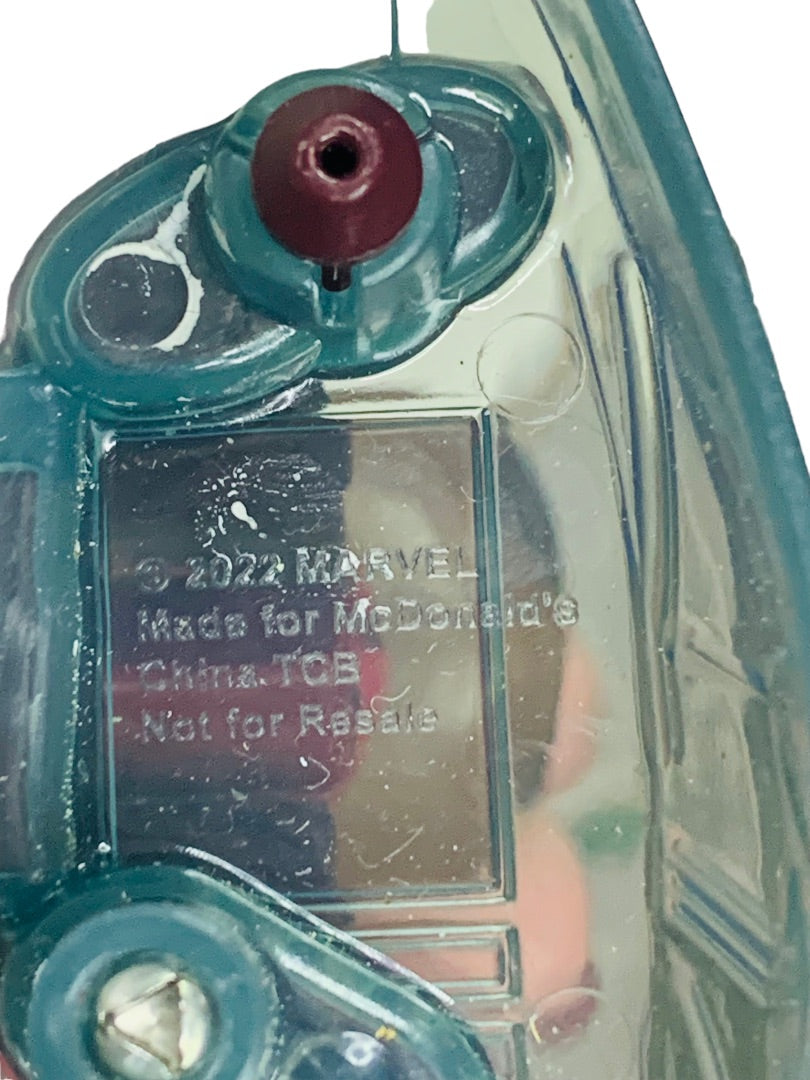 © 2022 MARVEL
Made for McDonald's
China TCB
Not for Resale